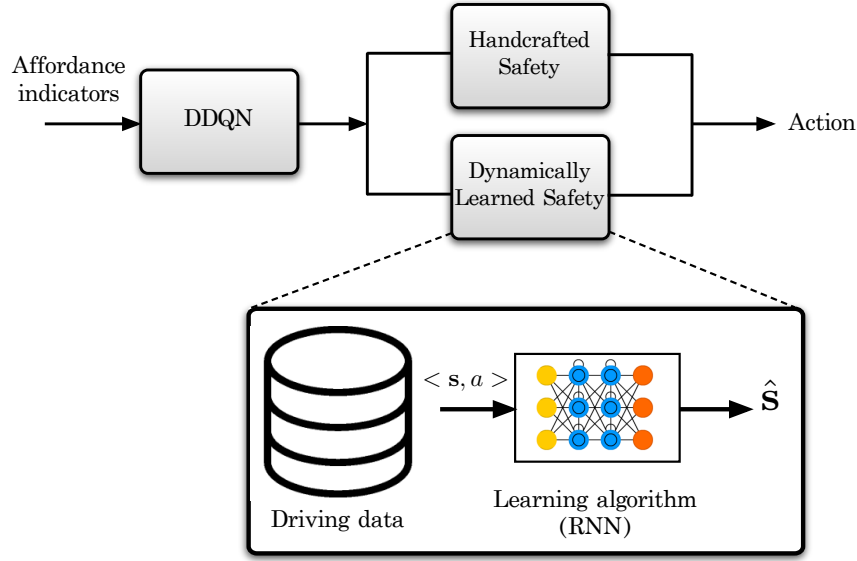 Affordance
indicators
DDQN
Handcrafted
Safety
Dynamically
Learned Safety
Action
< s, a >
ŝ
Driving data
Learning algorithm
(RNN)